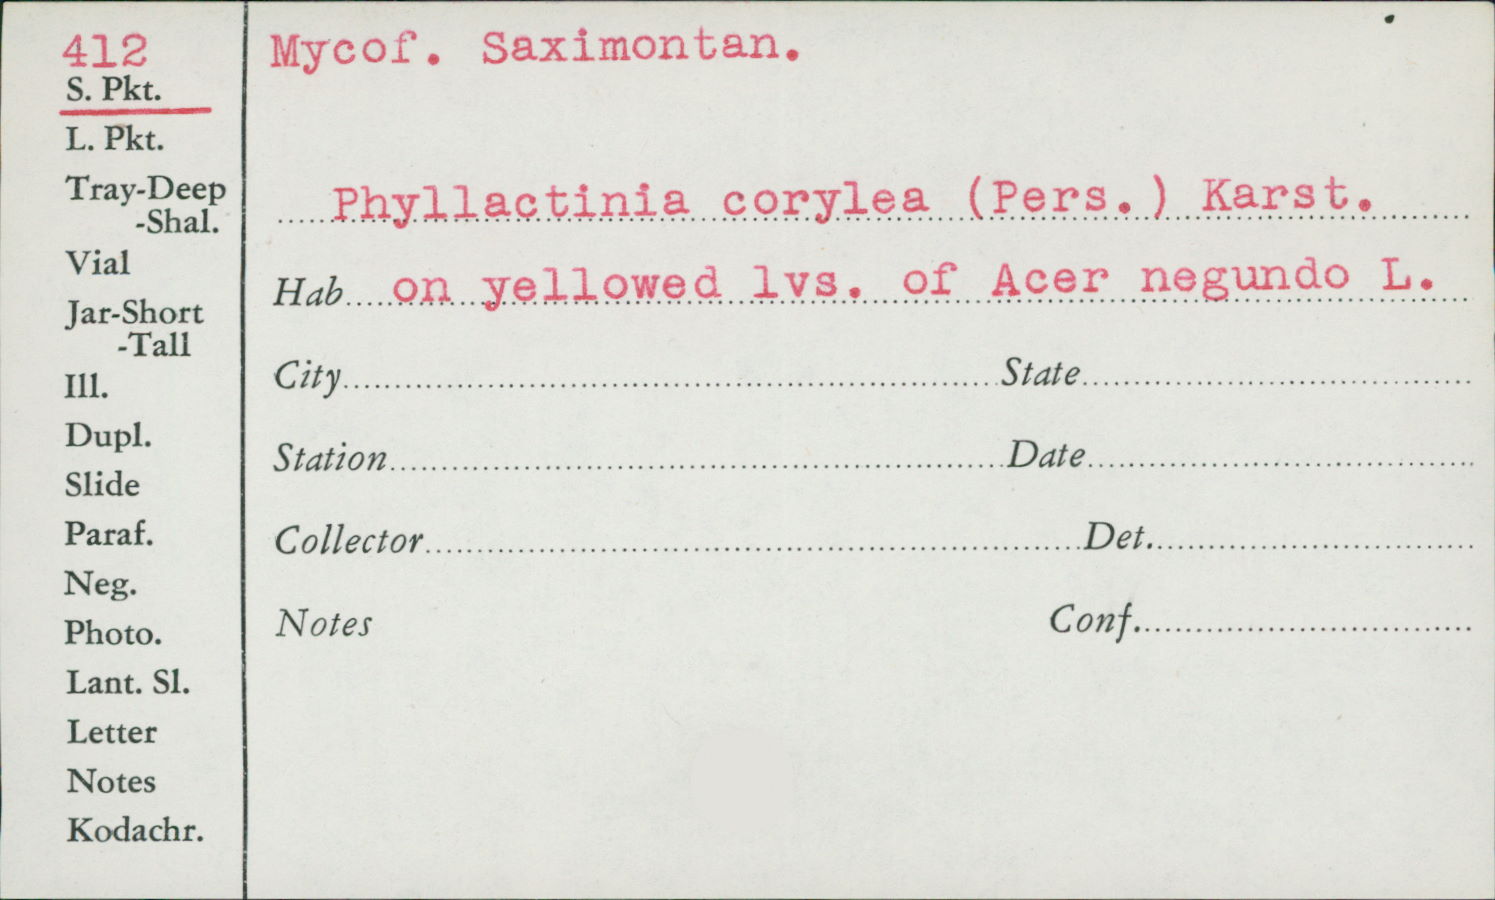 412
S. Pkt.
L. Pkt.
Tray-Deep
-Shal.
Vial
Jar-Short
-Tall
Ill.
Dupl.
Slide
Paraf.
Neg.
Photo.
Lant. Sl.
Letter
Notes
Kodachr.
Mycof. Saximontan.
Phyllactinia corylea (Pers.) Karst.
Hab on yellowed lvs. of Acer negundo L.
City State
Station Date
Collector Det.
Notes Conf.